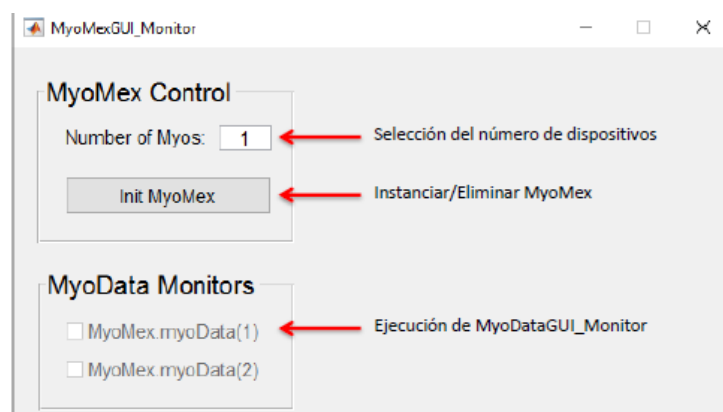 MyoMexGUI_Monitor
MyoMex Control
Number of Myos: 1
Selección del número de dispositivos
Init MyoMex
Instanciar/Eliminar MyoMex
MyoData Monitors
MyoMex.myoData(1)
Ejecución de MyoDataGUI_Monitor
MyoMex.myoData(2)